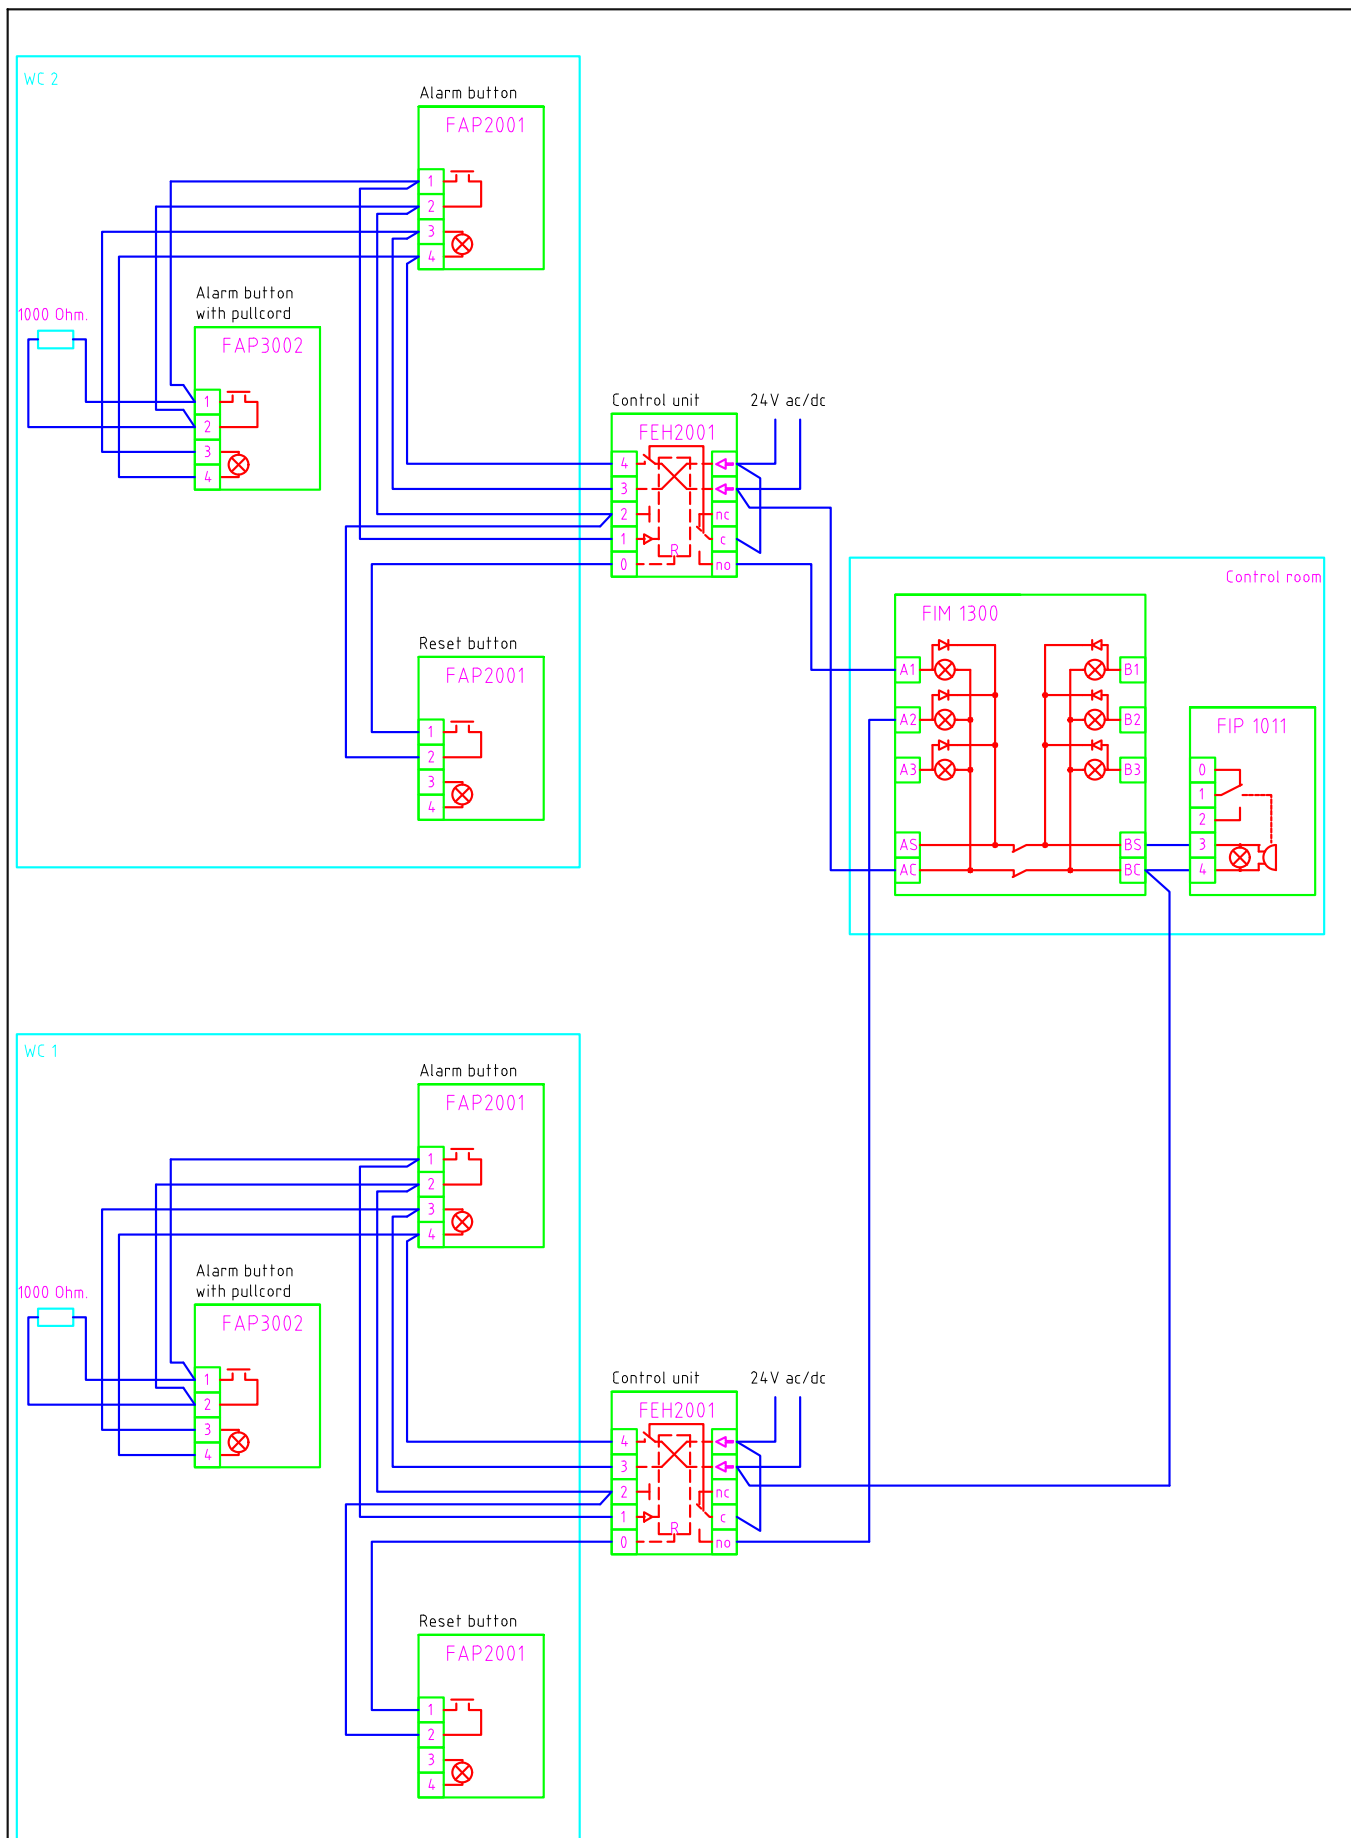 WC 2
Alarm button
FAP2001
1
2
3
4
Alarm button
with pullcord
1000 Ohm.
FAP3002
1
2
3
4
Control unit
24V ac/dc
FEH2001
4
3
2
nc
1
c
R
0
no
Reset button
FAP2001
1
2
3
4
Control room
FIM 1300
A1
B1
A2
B2
A3
B3
AS
BS
AC
BC
FIP 1011
0
1
2
3
4
WC 1
Alarm button
FAP2001
1
2
3
4
Alarm button
with pullcord
1000 Ohm.
FAP3002
1
2
3
4
Control unit
24V ac/dc
FEH2001
4
3
2
nc
1
c
R
0
no
Reset button
FAP2001
1
2
3
4